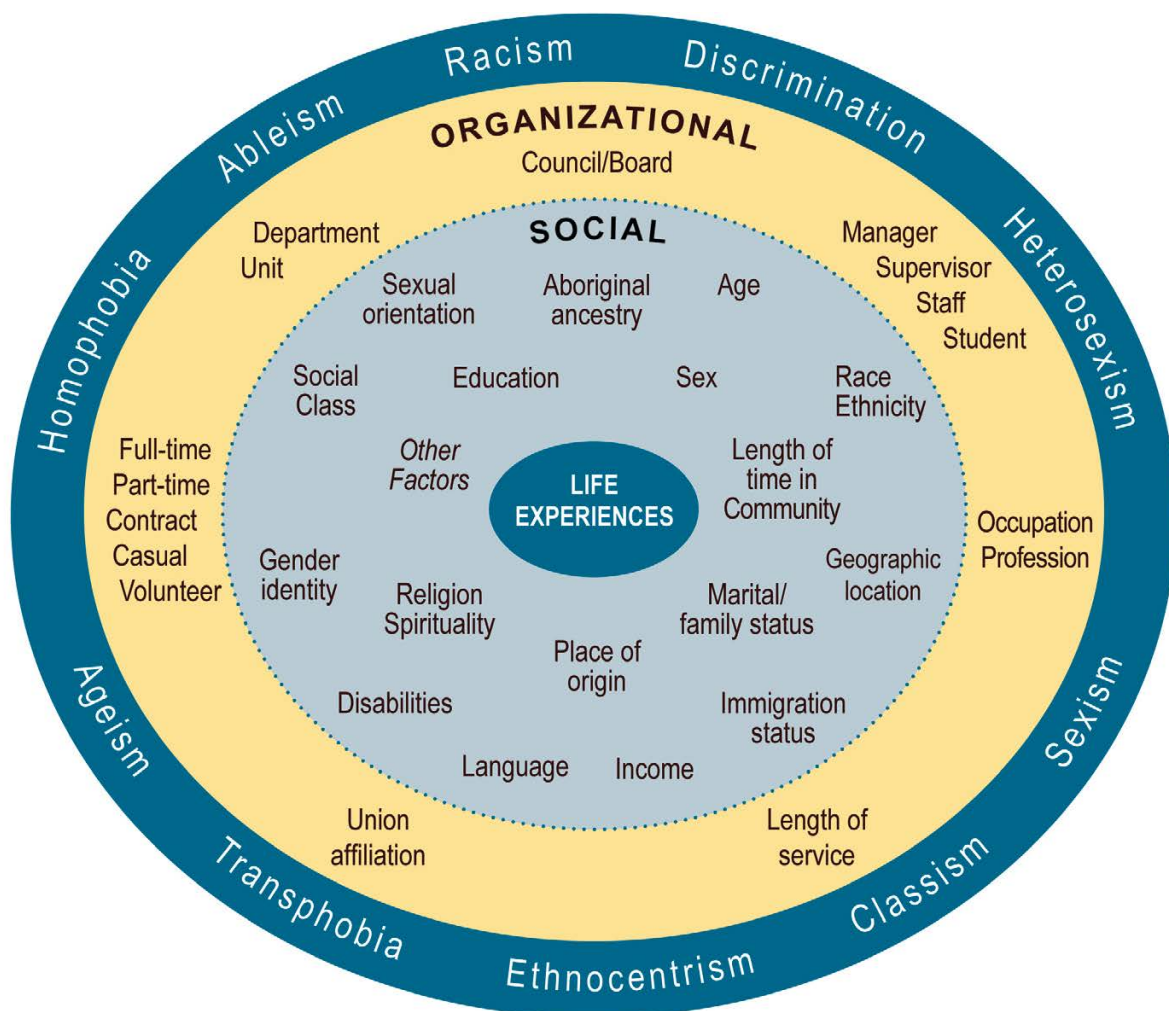 Racism
Discrimination
Ableism
Heterosexism
Homophobia
Sexism
Ageism
Classism
Transphobia
Ethnocentrism
ORGANIZATIONAL
Council/Board
Department
Unit
Manager
Supervisor
Staff
Student
Full-time
Part-time
Contract
Casual
Volunteer
Occupation
Profession
Union
affiliation
Length of
service
SOCIAL
Sexual
orientation
Aboriginal
ancestry
Age
Social
Class
Education
Sex
Race
Ethnicity
Other
Factors
Length of
time in
Community
Gender
identity
Religion
Spirituality
Marital/
family status
Geographic
location
Place of
origin
Disabilities
Immigration
status
Language
Income
LIFE
EXPERIENCES